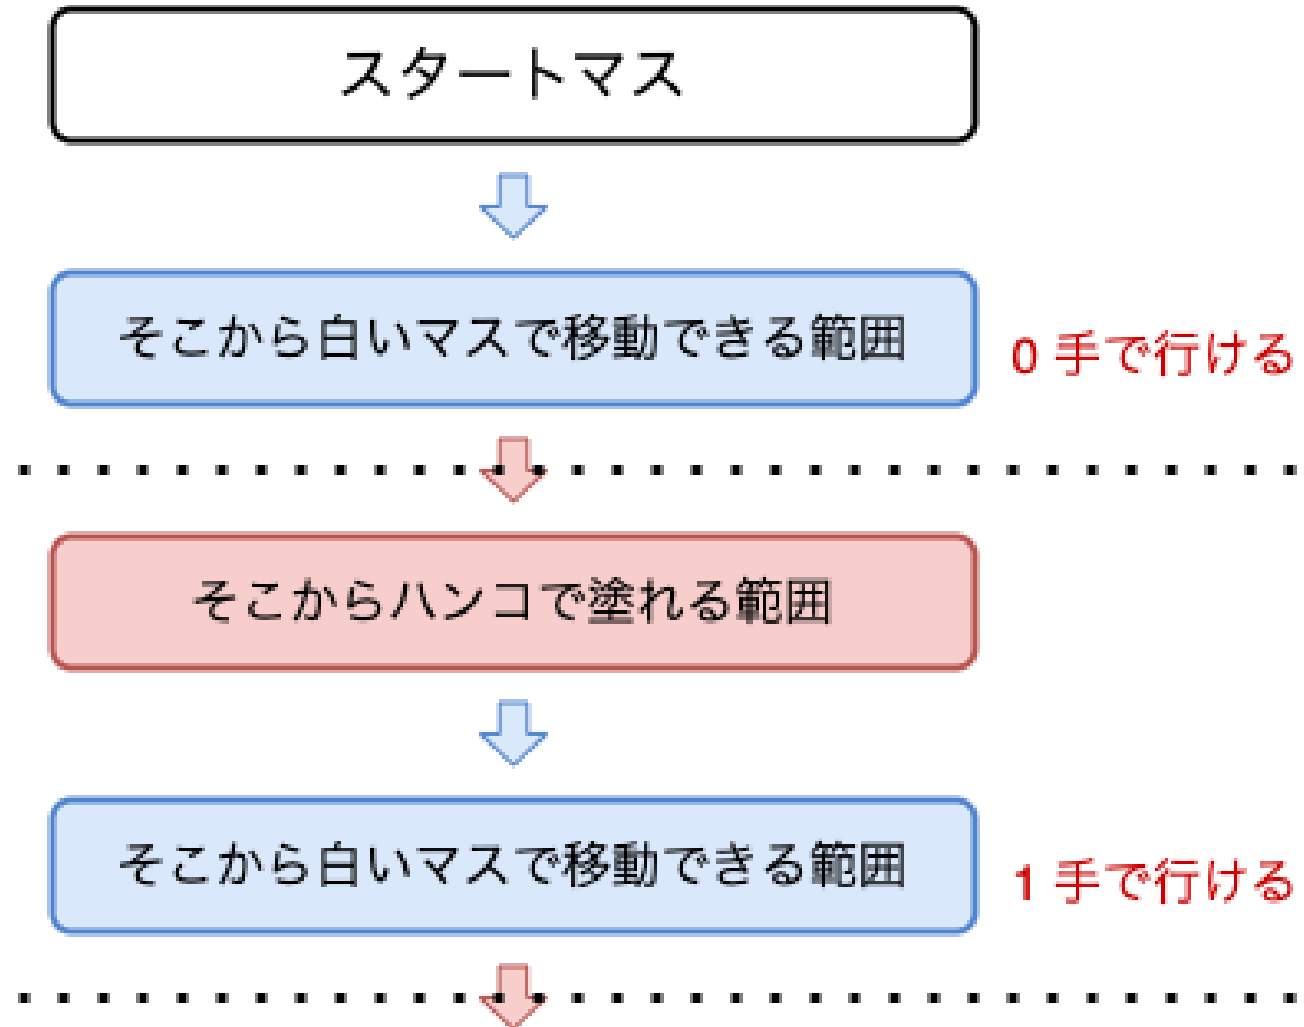 スタートマス
そこから白いマスで移動できる範囲
0 手で行ける
そこからハンコで塗れる範囲
そこから白いマスで移動できる範囲
1 手で行ける